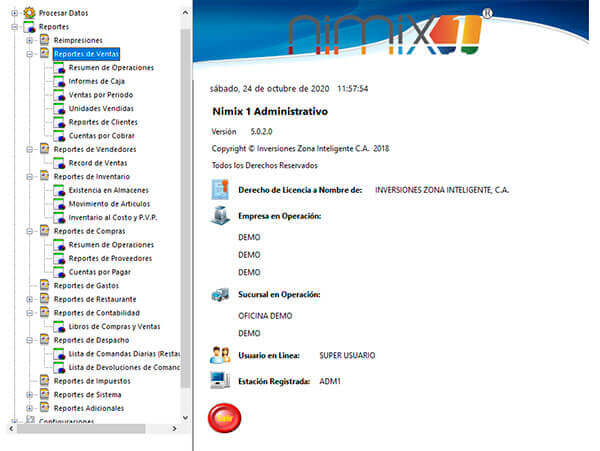 Procesar Datos
Reportes
Reimpresiones
Reportes de Ventas
Resumen de Operaciones
Informes de Caja
Ventas por Periodo
Unidades Vendidas
Reportes de Clientes
Cuentas por Cobrar
Reportes de Vendedores
Record de Ventas
Reportes de Inventario
Existencia en Almacenes
Movimiento de Articulos
Inventario al Costo y P.V.P.
Reportes de Compras
Resumen de Operaciones
Reportes de Proveedores
Cuentas por Pagar
Reportes de Gastos
Reportes de Restaurante
Reportes de Contabilidad
Libros de Compras y Ventas
Reportes de Despacho
Lista de Comandas Diarias (Restau
Lista de Devoluciones de Comand
Reportes de Impuestos
Reportes de Sistema
Reportes Adicionales
Configuraciones
nimix1®
sábado, 24 de octubre de 2020 11:57:54
Nimix 1 Administrativo
Versión 5.0.2.0
Copyright © Inversiones Zona Inteligente C.A. 2018
Todos los Derechos Reservados
Derecho de Licencia a Nombre de: INVERSIONES ZONA INTELIGENTE, C.A.
Empresa en Operación:
DEMO
DEMO
DEMO
Sucursal en Operación:
OFICINA DEMO
DEMO
Usuario en Linea: SUPER USUARIO
Estación Registrada: ADM1